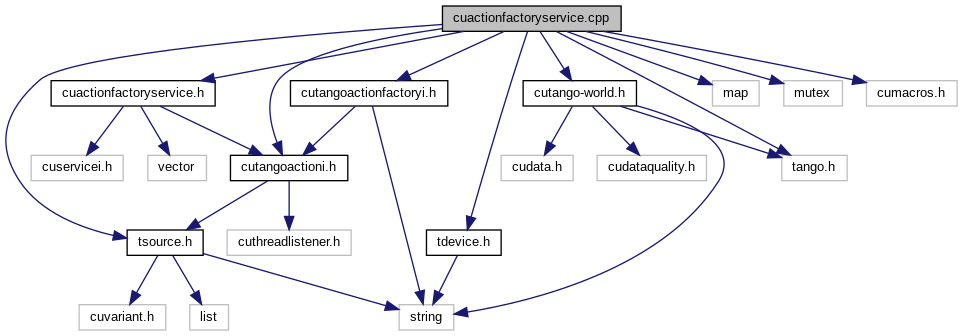 cuactionfactoryservice.cpp
cuactionfactoryservice.h
cutangoactionfactoryi.h
cutango-world.h
map
mutex
cumacros.h
cuservicei.h
vector
cutangoactioni.h
cudata.h
cudataquality.h
tango.h
tsource.h
cuthreadlistener.h
tdevice.h
cuvariant.h
list
string